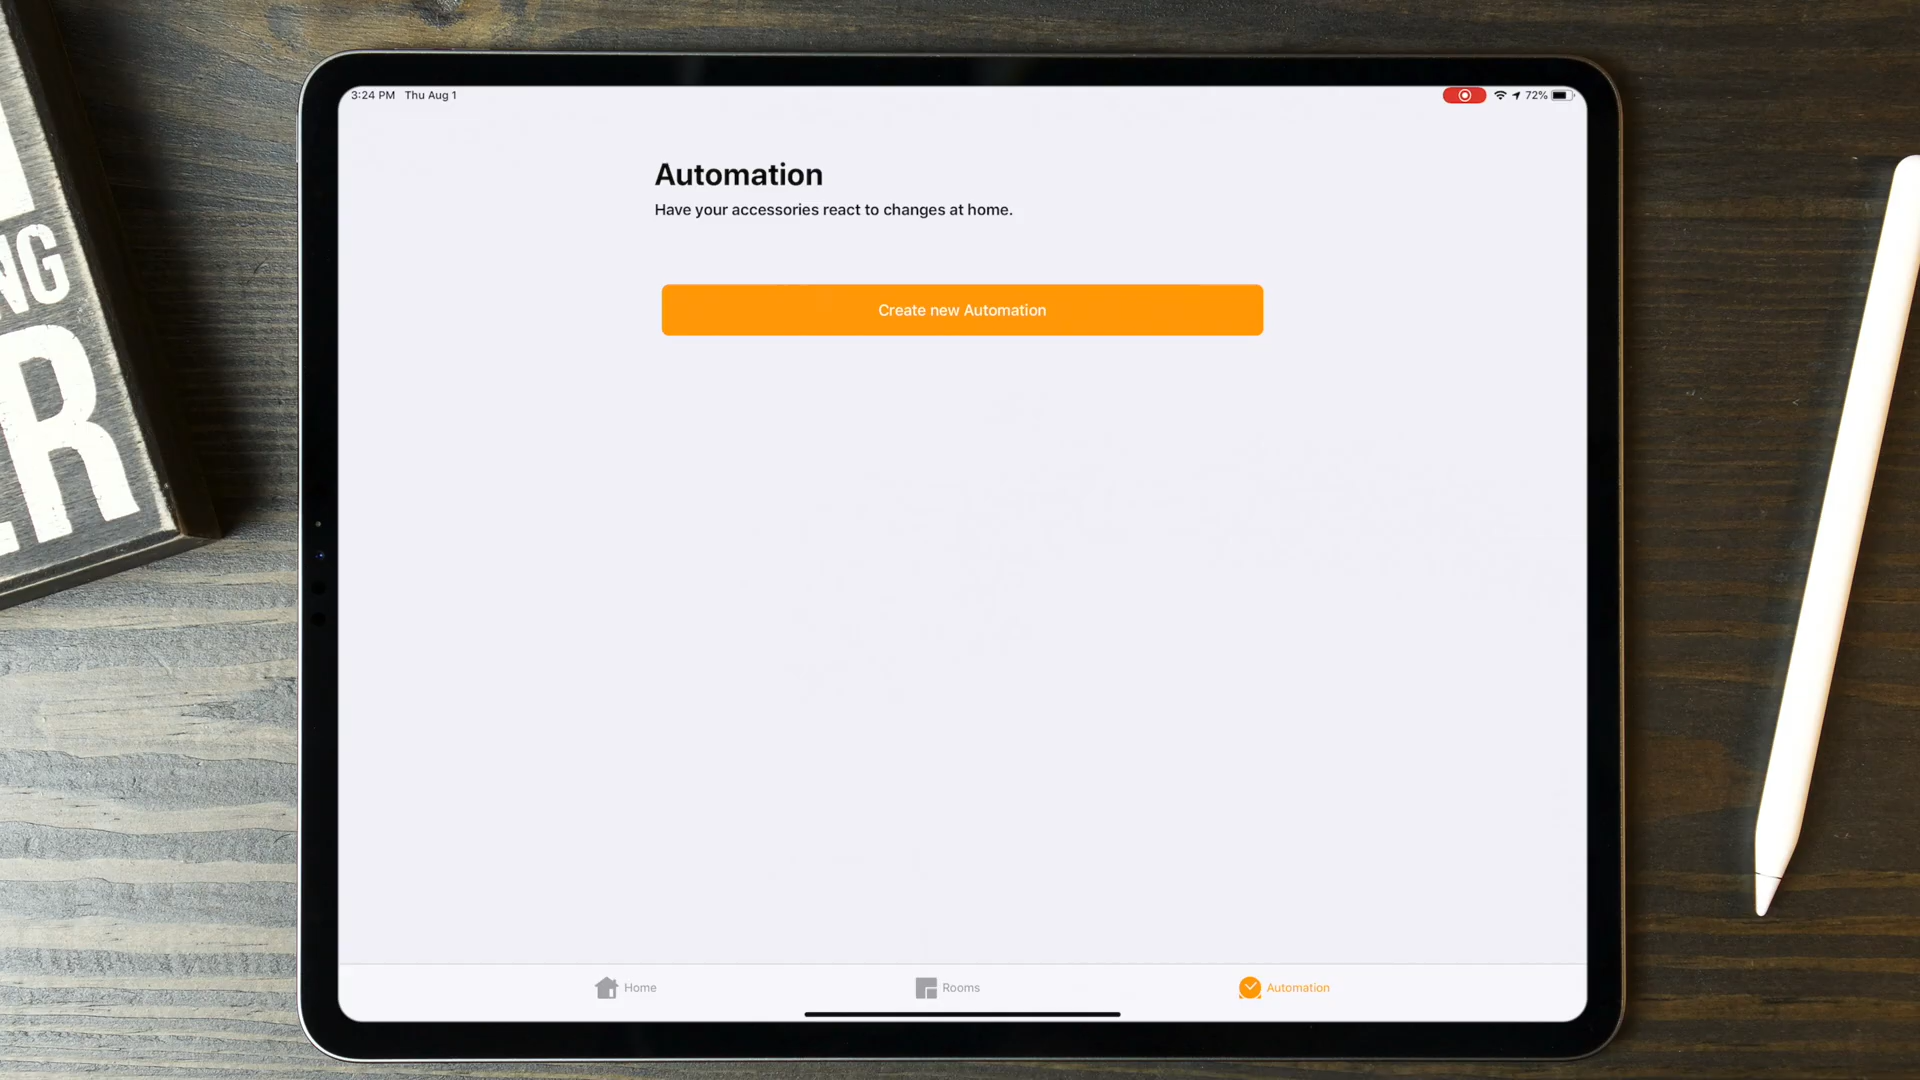 3:24 PM Thu Aug 1
72%
Automation
Have your accessories react to changes at home.
Create new Automation
Home
Rooms
Automation
NG
ER